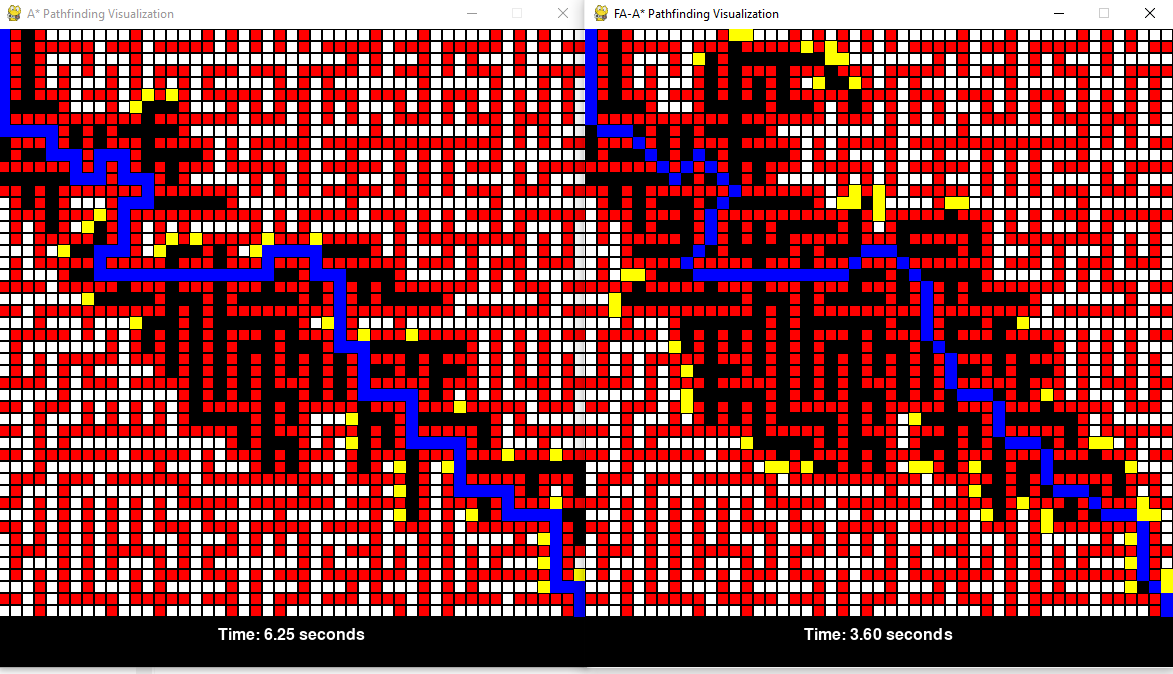 A* Pathfinding Visualization
FA-A* Pathfinding Visualization
Time: 6.25 seconds
Time: 3.60 seconds